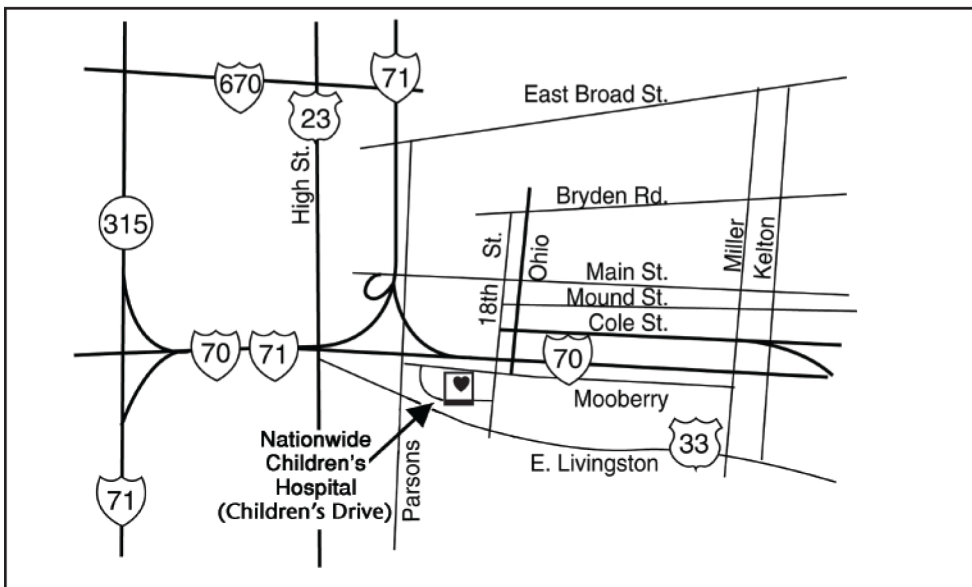 670
71
23
East Broad St.
High St.
315
Bryden Rd.
Miller
Kelton
18th St.
Ohio
Main St.
Mound St.
Cole St.
70
71
70
Mooberry
Nationwide
Children's
Hospital
(Children's Drive)
Parsons
E. Livingston
33
71